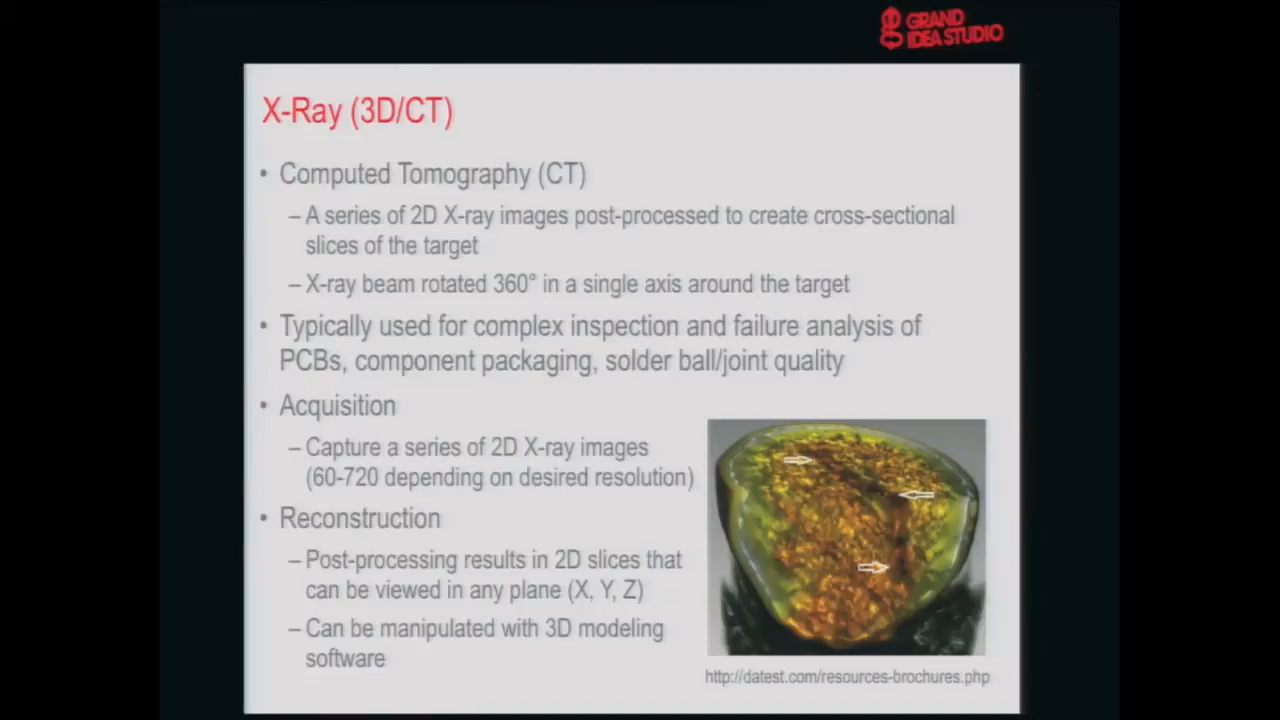 GRAND
IDEA STUDIO
X-Ray (3D/CT)
• Computed Tomography (CT)
– A series of 2D X-ray images post-processed to create cross-sectional
slices of the target
– X-ray beam rotated 360° in a single axis around the target
• Typically used for complex inspection and failure analysis of
PCBs, component packaging, solder ball/joint quality
• Acquisition
– Capture a series of 2D X-ray images
(60-720 depending on desired resolution)
• Reconstruction
– Post-processing results in 2D slices that
can be viewed in any plane (X, Y, Z)
– Can be manipulated with 3D modeling
software
http://datest.com/resources-brochures.php